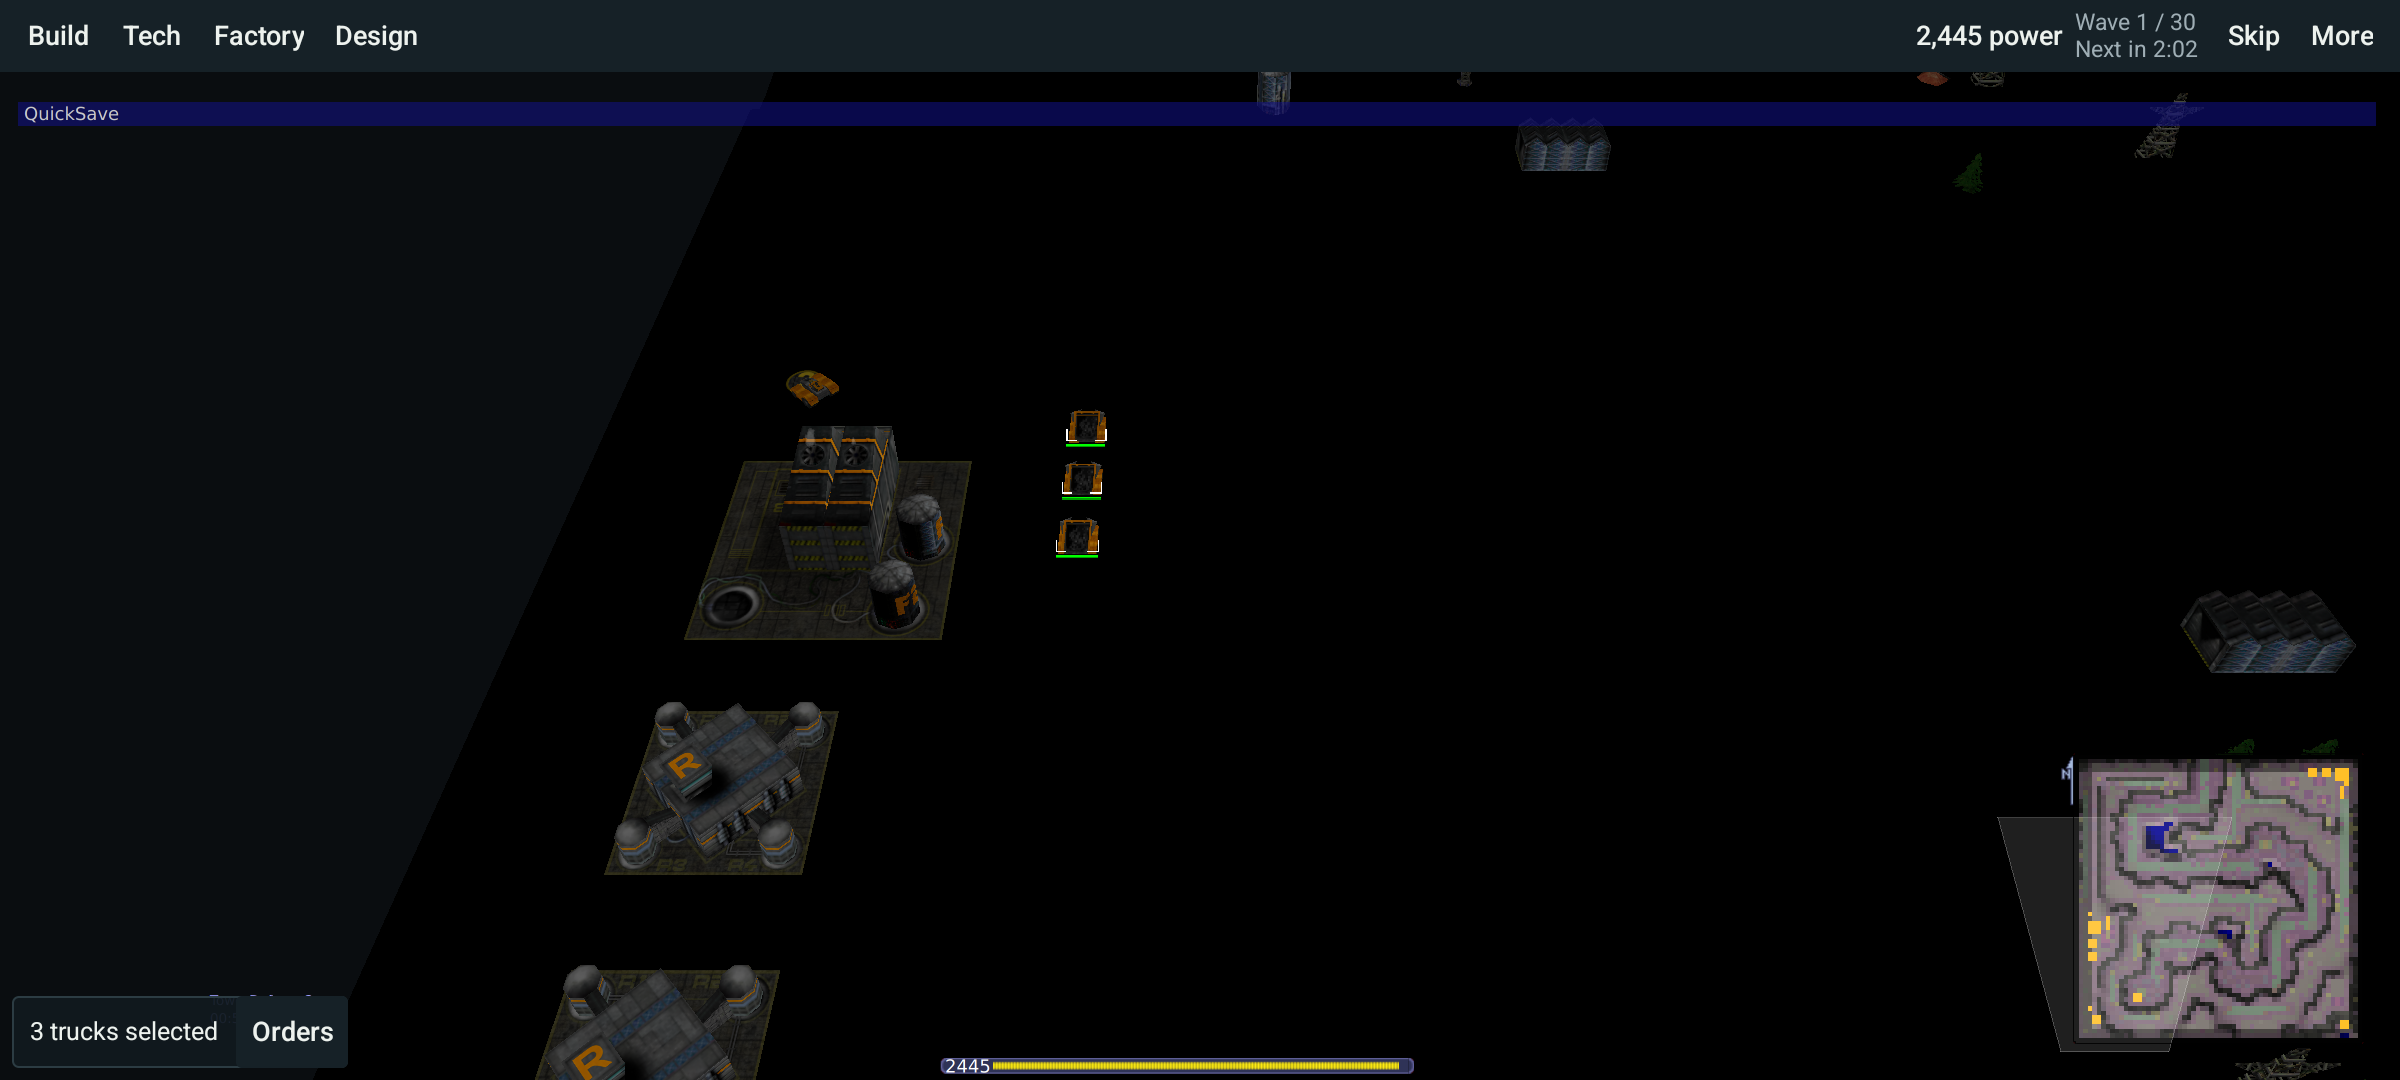 Build Tech Factory Design 2,445 power Wave 1 / 30 Skip More
Next in 2:02
QuickSave
N
R
R
3 trucks selected Orders
2445